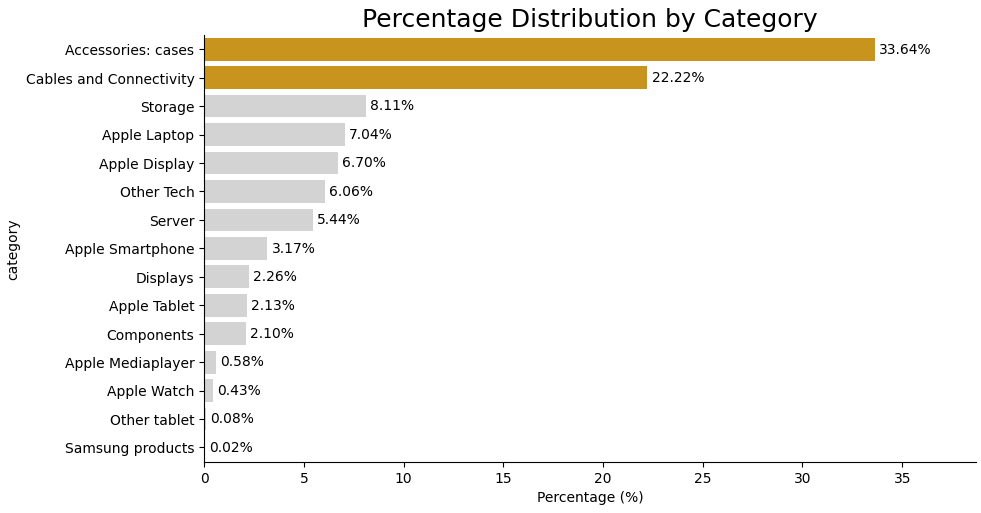 Percentage Distribution by Category
Accessories: cases 33.64%
Cables and Connectivity 22.22%
Storage 8.11%
Apple Laptop 7.04%
Apple Display 6.70%
Other Tech 6.06%
Server 5.44%
category
Apple Smartphone 3.17%
Displays 2.26%
Apple Tablet 2.13%
Components 2.10%
Apple Mediaplayer 0.58%
Apple Watch 0.43%
Other tablet 0.08%
Samsung products 0.02%
0 5 10 15 20 25 30 35
Percentage (%)